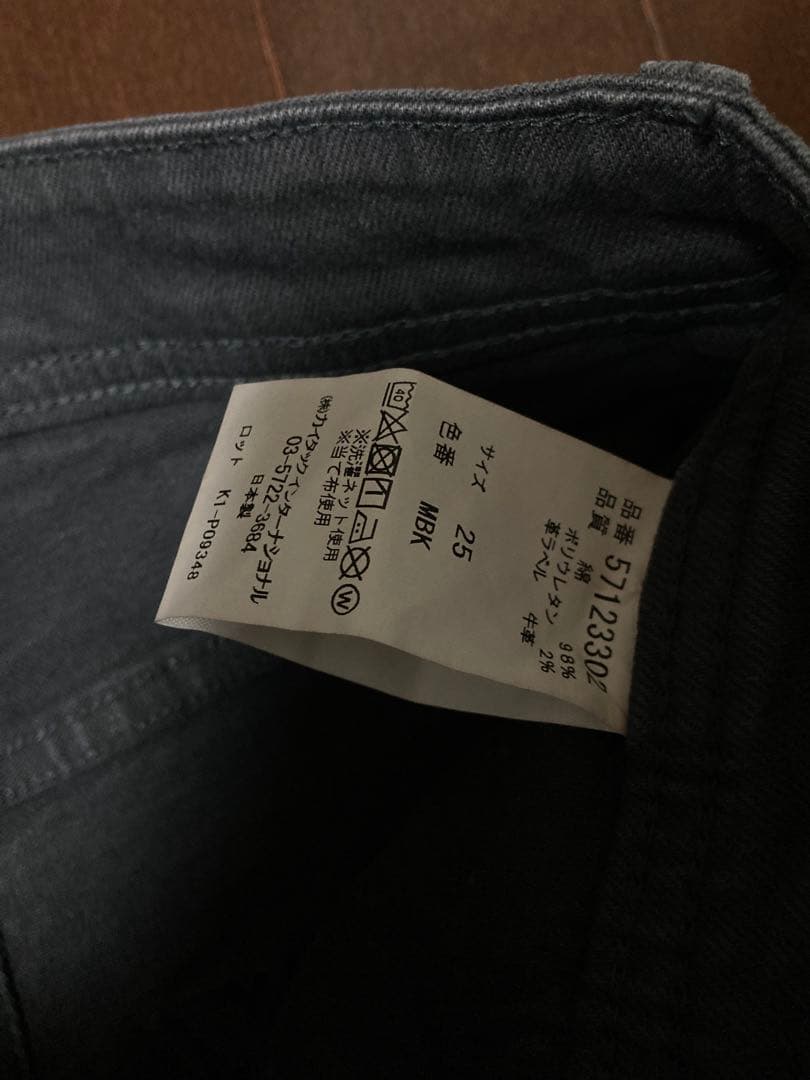 品番 57123302
品質
綿 98%
ポリウレタン 2%
革ラベル 牛革
サイズ 25
色番 MBK
40
W
※洗濯ネット使用
※当て布使用
(株)カイタックインターナショナル
03-5722-3684
日本製
ロット K1-P09348